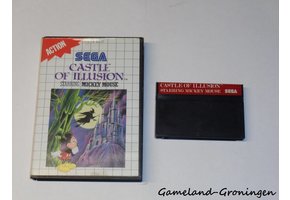 ACTION
SEGA
CASTLE
OF ILLUSION
STARRING MICKEY MOUSE
CASTLE OF ILLUSION
STARRING MICKEY MOUSE SEGA
Gameland-Groningen